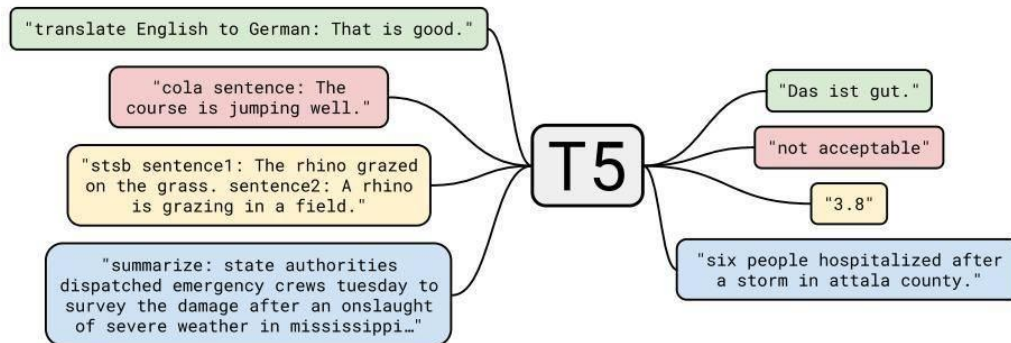 "translate English to German: That is good."
"cola sentence: The
course is jumping well."
"stsb sentence1: The rhino grazed
on the grass. sentence2: A rhino
is grazing in a field."
"summarize: state authorities
dispatched emergency crews tuesday to
survey the damage after an onslaught
of severe weather in mississippi…"
T5
"Das ist gut."
"not acceptable"
"3.8"
"six people hospitalized after
a storm in attala county."